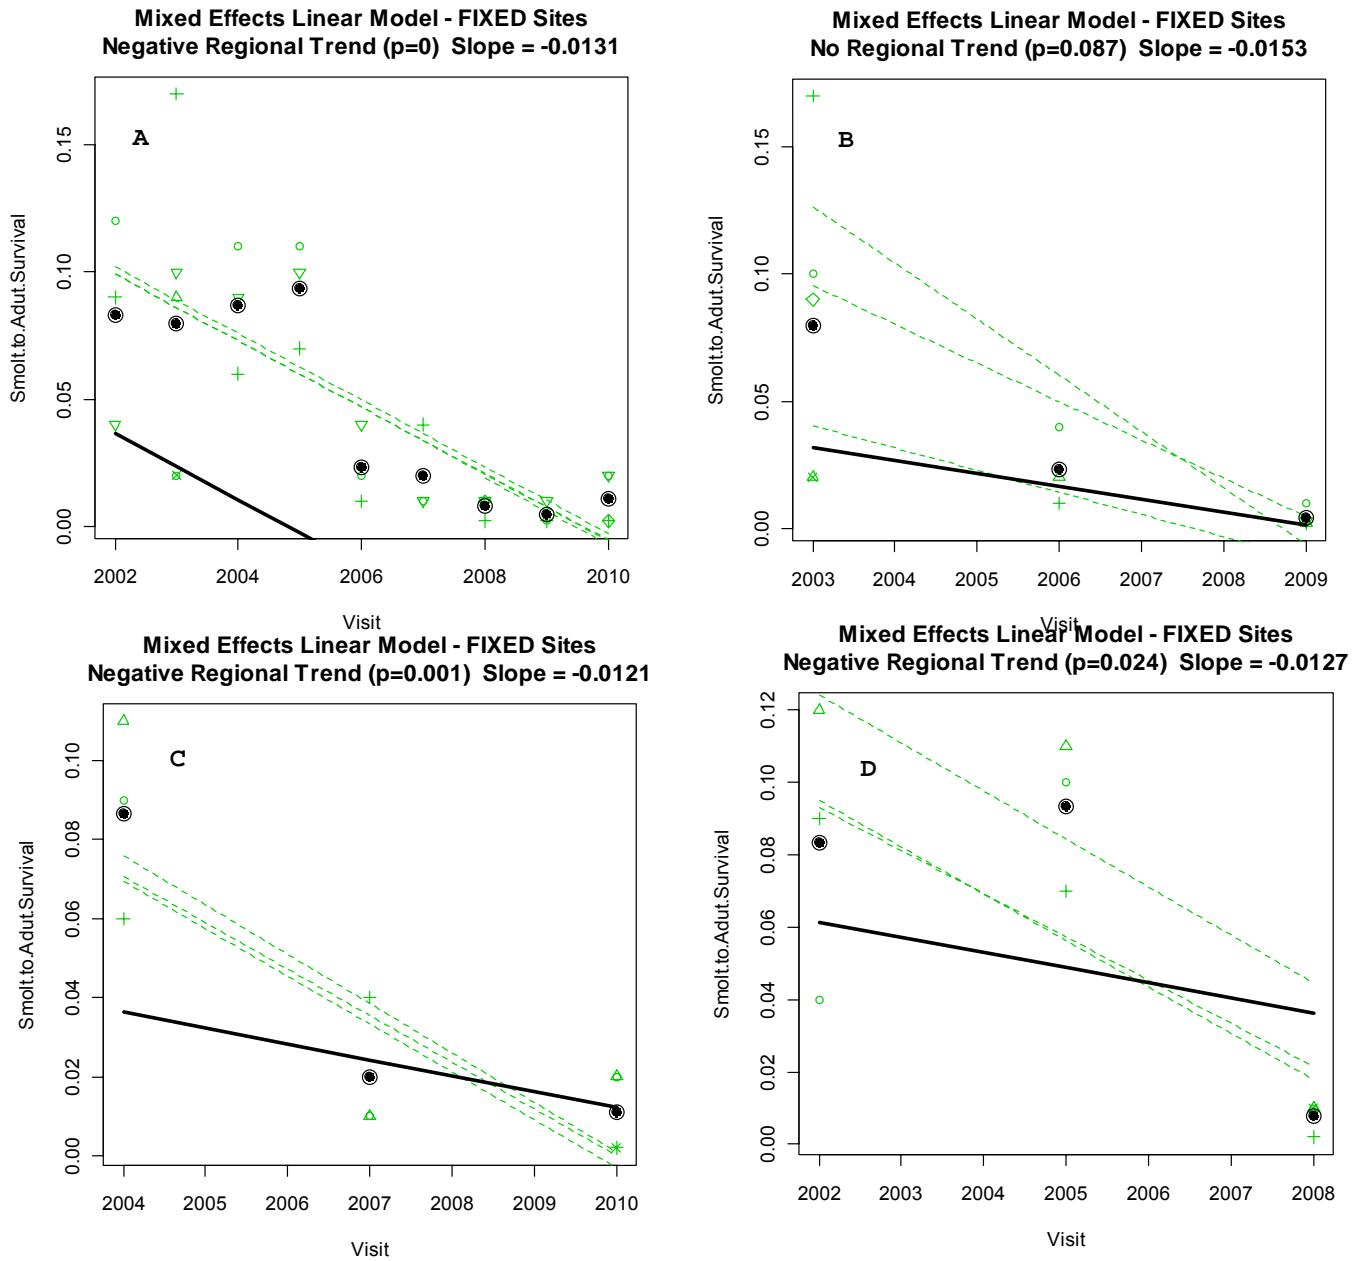 Mixed Effects Linear Model - FIXED Sites
Negative Regional Trend (p=0) Slope = -0.0131
A
Smolt.to.Adut.Survival
0.15
0.10
0.05
0.00
2002 2004 2006 2008 2010
Visit
Mixed Effects Linear Model - FIXED Sites
No Regional Trend (p=0.087) Slope = -0.0153
B
Smolt.to.Adut.Survival
0.15
0.10
0.05
0.00
2003 2004 2005 2006 2007 2008 2009
Visit
Mixed Effects Linear Model - FIXED Sites
Negative Regional Trend (p=0.001) Slope = -0.0121
C
Smolt.to.Adut.Survival
0.10
0.08
0.06
0.04
0.02
0.00
2004 2005 2006 2007 2008 2009 2010
Visit
Mixed Effects Linear Model - FIXED Sites
Negative Regional Trend (p=0.024) Slope = -0.0127
D
Smolt.to.Adut.Survival
0.12
0.10
0.08
0.06
0.04
0.02
0.00
2002 2003 2004 2005 2006 2007 2008
Visit